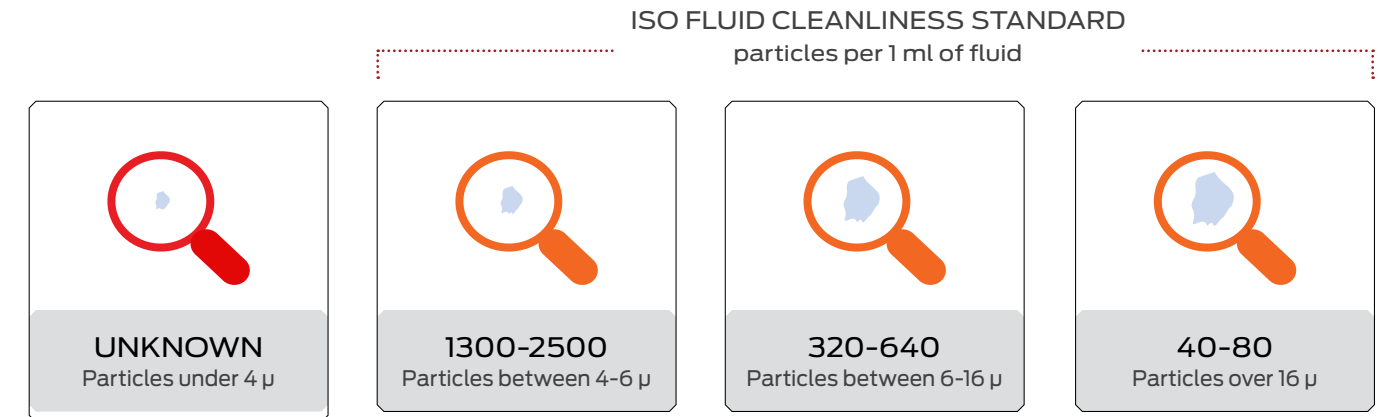 ISO FLUID CLEANLINESS STANDARD
particles per 1 ml of fluid
UNKNOWN
Particles under 4 µ
1300-2500
Particles between 4-6 µ
320-640
Particles between 6-16 µ
40-80
Particles over 16 µ